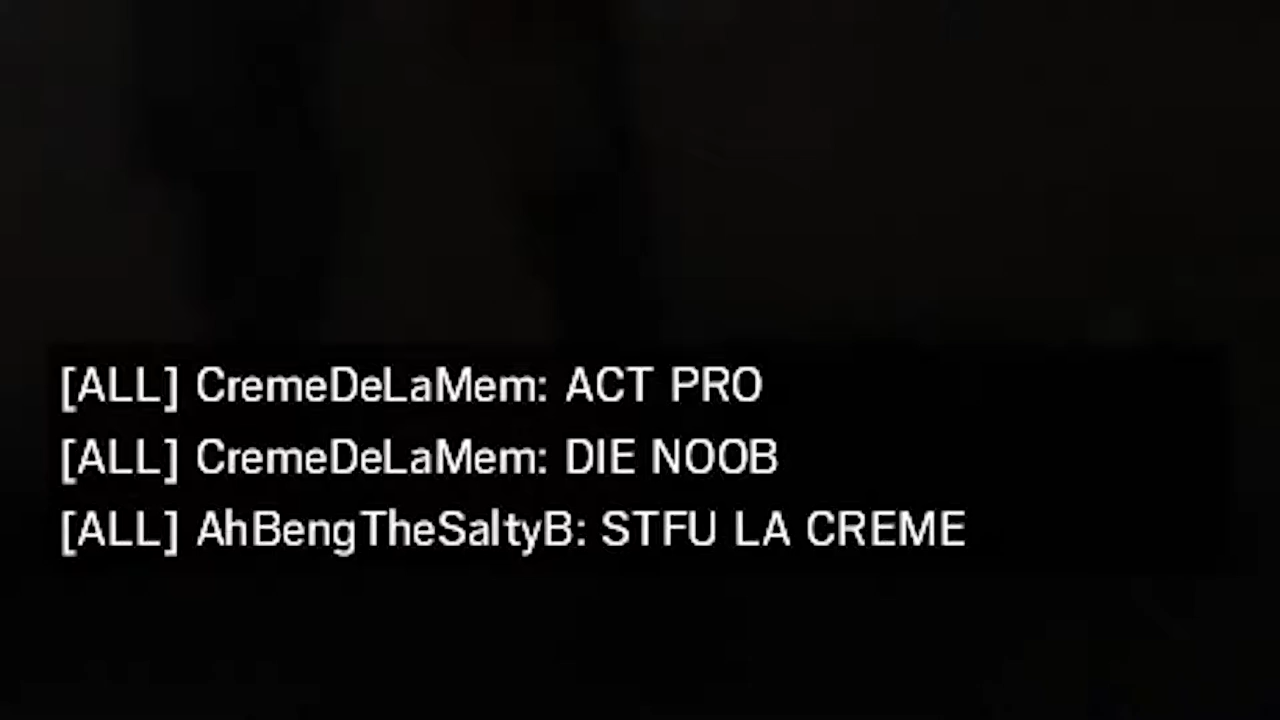 [ALL] CremeDeLaMem: ACT PRO
[ALL] CremeDeLaMem: DIE NOOB
[ALL] AhBengTheSaltyB: STFU LA CREME